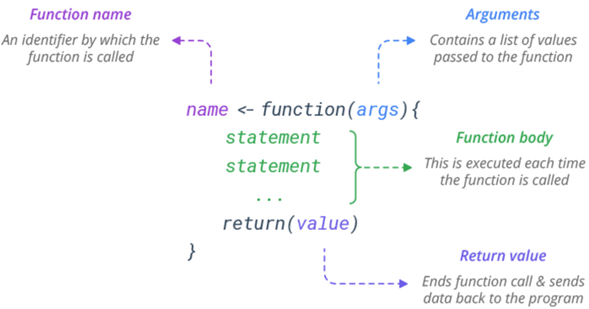 Function name
An identifier by which the
function is called
Arguments
Contains a list of values
passed to the function
name <- function(args){
statement
statement
...
return(value)
}
Function body
This is executed each time
the function is called
Return value
Ends function call & sends
data back to the program